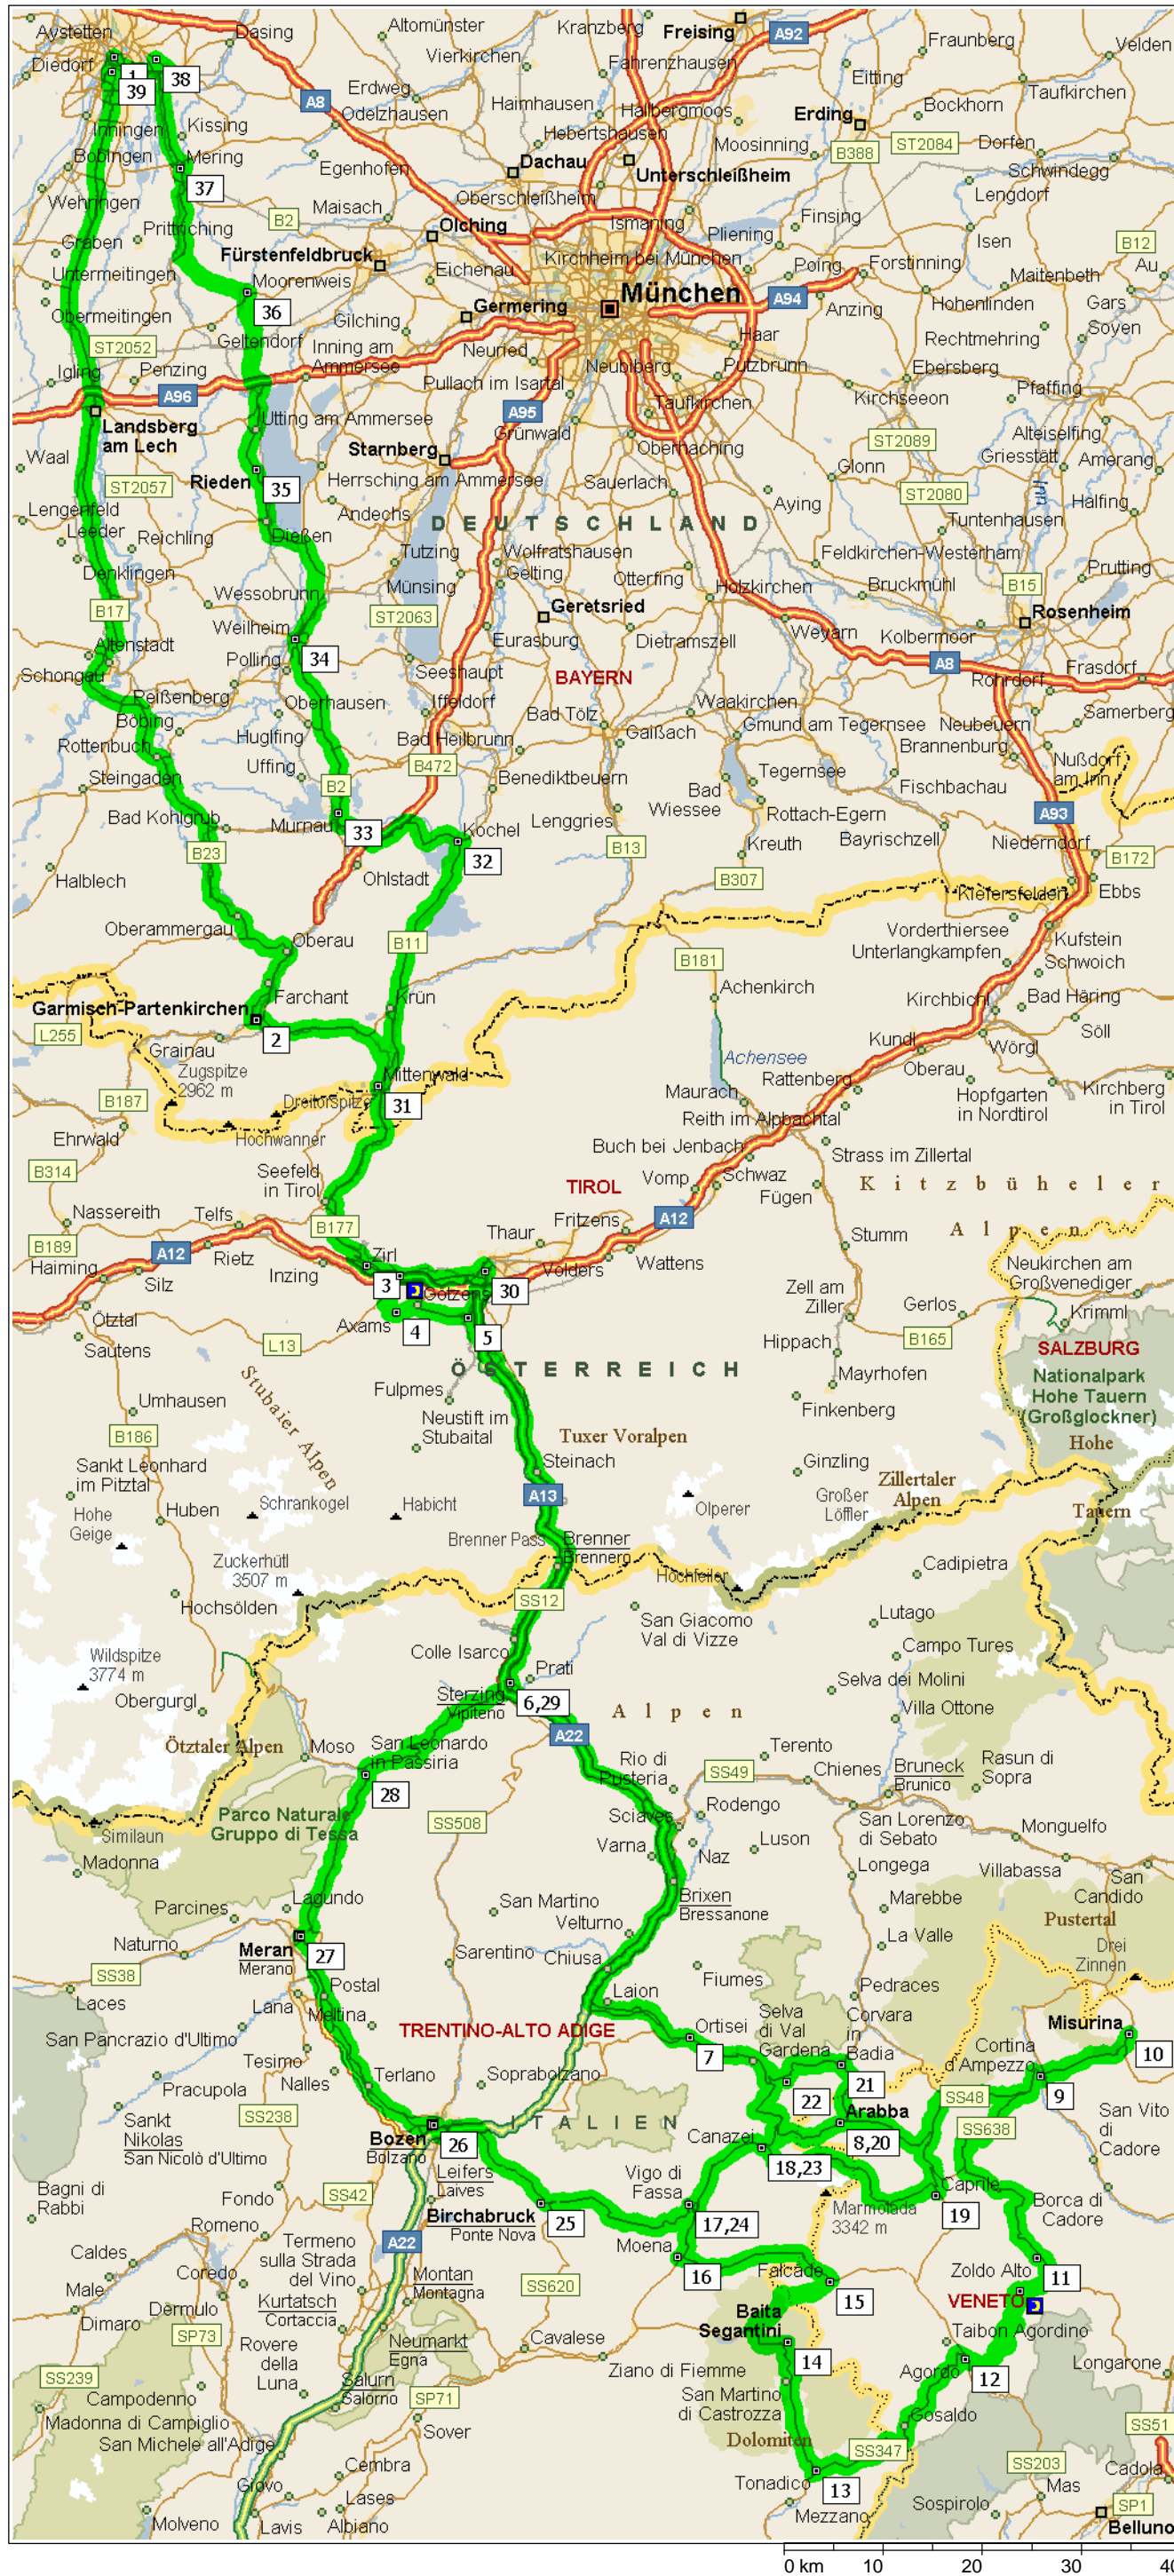 Aystetten
Dasing
Altomünster
Kranzberg
Freising
A92
Fraunberg
Velden
Diedorf
Vierkirchen
Fahrenzhausen
Eitting
Taufkirchen
1
39
38
A8
Erdweg
Odelzhausen
Haimhausen
Hallbergmoos
Erding
Bockhorn
Inningen
Kissing
Hebertshausen
Moosinning
B388
ST2084
Dorfen
Bobingen
Mering
Egenhofen
Dachau
Unterschleißheim
Schwindegg
37
Wehringen
Maisach
Oberschleißheim
Lengdorf
B2
Olching
Ismaning
Finsing
Prittriching
Pliening
Isen
B12
Graben
Fürstenfeldbruck
Kirchheim bei München
Poing
Forstinning
Au
Untermeitingen
Moorenweis
Eichenau
Maitenbeth
36
Germering
München
A94
Anzing
Hohenlinden
Gars
Obermeitingen
Gilching
Soyen
ST2052
Geltendorf
Inning am
Ammersee
Neuried
Haar
Rechtmehring
Igling
Penzing
Neubiberg
Putzbrunn
Ebersberg
A96
Pullach im Isartal
Kirchseeon
Pfaffing
Landsberg
am Lech
Utting am Ammersee
A95
Grünwald
Taufkirchen
Alteiselfing
Waal
Starnberg
Oberhaching
ST2089
Griesstätt
Amerang
ST2057
Rieden
35
Herrsching am Ammersee
Sauerlach
Glonn
ST2080
Inn
Halfing
Lengenfeld
Andechs
Aying
Leeder
Reichling
Dießen
DEUTSCHLAND
Tuntenhausen
Denklingen
Tutzing
Wolfratshausen
Feldkirchen-Westerham
Münsing
Gelting
Otterfing
Holzkirchen
Bruckmühl
Prutting
B17
Wessobrunn
ST2063
Geretsried
B15
Rosenheim
Altenstadt
Weilheim
34
Eurasburg
Dietramszell
Weyarn
Kolbermoor
Schongau
Polling
Seeshaupt
BAYERN
A8
Frasdorf
Rohrdorf
Peißenberg
Oberhausen
Iffeldorf
Bad Tölz
Waakirchen
Samerberg
Böbing
Gaißach
Gmund am Tegernsee
Neubeuern
Rottenbuch
Huglfing
Bad Heilbrunn
Brannenburg
Nußdorf
am Inn
Steingaden
Uffing
B472
Benediktbeuern
Tegernsee
Bad
Wiessee
Fischbachau
B2
Bad Kohlgrub
Murnau
33
Kochel
Lenggries
Rottach-Egern
A93
B23
32
B13
Kreuth
Bayrischzell
Niederndorf
B172
Halblech
Ohlstadt
B307
Kiefersfelden
Ebbs
Oberammergau
Oberau
B11
B181
Vorderthiersee
Kufstein
Unterlangkampfen
Schwoich
Farchant
Krün
Achenkirch
Garmisch-Partenkirchen
Kirchbichl
Bad Häring
L255
2
Söll
Grainau
Achensee
Kundl
Wörgl
Zugspitze
2962 m
Mittenwald
Maurach
Rattenberg
Oberau
B187
Dreitorspitze
31
Reith im Alpbachtal
Hopfgarten
in Nordtirol
Kirchberg
in Tirol
Ehrwald
Hochwanner
Buch bei Jenbach
Strass im Zillertal
B314
Seefeld
in Tirol
TIROL
Vomp
Schwaz
Fügen
Kitzbüheler
Alpen
Nassereith
Telfs
B177
Thaur
Fritzens
A12
Stumm
B189
A12
Rietz
Zirl
Wattens
Haiming
Silz
Inzing
3
Volders
Neukirchen am
Großvenediger
Götzens
30
Zell am
Ziller
Ötztal
Axams
4
5
Gerlos
Krimml
Sautens
L13
Hippach
B165
SALZBURG
ÖSTERREICH
Mayrhofen
Nationalpark
Hohe Tauern
(Großglockner)
Umhausen
Stubaier Alpen
Fulpmes
Finkenberg
B186
Neustift im
Stubaital
Tuxer Voralpen
Hohe
Tauern
Sankt Leonhard
im Pitztal
Steinach
Ginzling
Zillertaler
Alpen
A13
Hohe
Geige
Huben
Schrankogel
Habicht
Olperer
Großer
Löffler
Brenner Pass
Brenner
Brennero
Zuckerhütl
3507 m
Hochfeiler
Cadipietra
Hochsölden
SS12
San Giacomo
Val di Vizze
Lutago
Wildspitze
3774 m
Colle Isarco
Campo Tures
Prati
Selva dei Molini
Obergurgl
Sterzing
Vipiteno
6,29
Alpen
Villa Ottone
A22
Ötztaler Alpen
Moso
San Leonardo
in Passiria
Rio di
Pusteria
Terento
Rasun di
Sopra
28
SS49
Chienes
Bruneck
Brunico
Parco Naturale
Gruppo di Tessa
SS508
Sciaves
Rodengo
San Lorenzo
di Sebato
Monguelfo
Similaun
Varna
Naz
Luson
Madonna
Longega
Villabassa
San
Candido
Lagundo
San Martino
Brixen
Bressanone
Marebbe
Parcines
Velturno
Pustertal
Naturno
Meran
Merano
27
Sarentino
Chiusa
La Valle
Drei
Zinnen
SS38
Fiumes
Laces
Lana
Postal
Laion
Pedraces
Meltina
Selva
di Val
Gardena
Corvara
in
Badia
San Pancrazio d'Ultimo
TRENTINO-ALTO ADIGE
Ortisei
Misurina
Tesimo
7
Cortina
d'Ampezzo
10
Nalles
Terlano
Soprabolzano
22
21
9
Pracupola
SS48
SS238
Arabba
San Vito
di
Cadore
Sankt
Nikolas
San Nicolò d'Ultimo
Bozen
Bolzano
26
ITALIEN
Canazei
8,20
SS638
18,23
Leifers
Laives
Vigo di
Fassa
Caprile
Bagni di
Rabbi
Fondo
SS42
Birchabruck
Ponte Nova
25
17,24
Marmolada
3342 m
19
Borca di
Cadore
Romeno
A22
Moena
Caldes
Termeno
sulla Strada
del Vino
Montan
Montagna
16
Falcade
Zoldo Alto
11
Coredo
SS620
15
Male
Dermulo
Kurtatsch
Cortaccia
Baita
Segantini
VENETO
Dimaro
SP73
Neumarkt
Egna
Cavalese
Taibon Agordino
Rovere
della
Luna
14
Longarone
SS239
Ziano di Fiemme
Agordo
12
Campodenno
Salurn
Salorno
SP71
San Martino
di Castrozza
Madonna di Campiglio
Sover
Gosaldo
SS51
San Michele all'Adige
Dolomiten
SS347
Cembra
SS203
Cadola
Giovo
Tonadico
13
Mas
Lases
Mezzano
Sospirolo
SP1
Molveno
Lavis
Albiano
Belluno
0 km 10 20 30 40